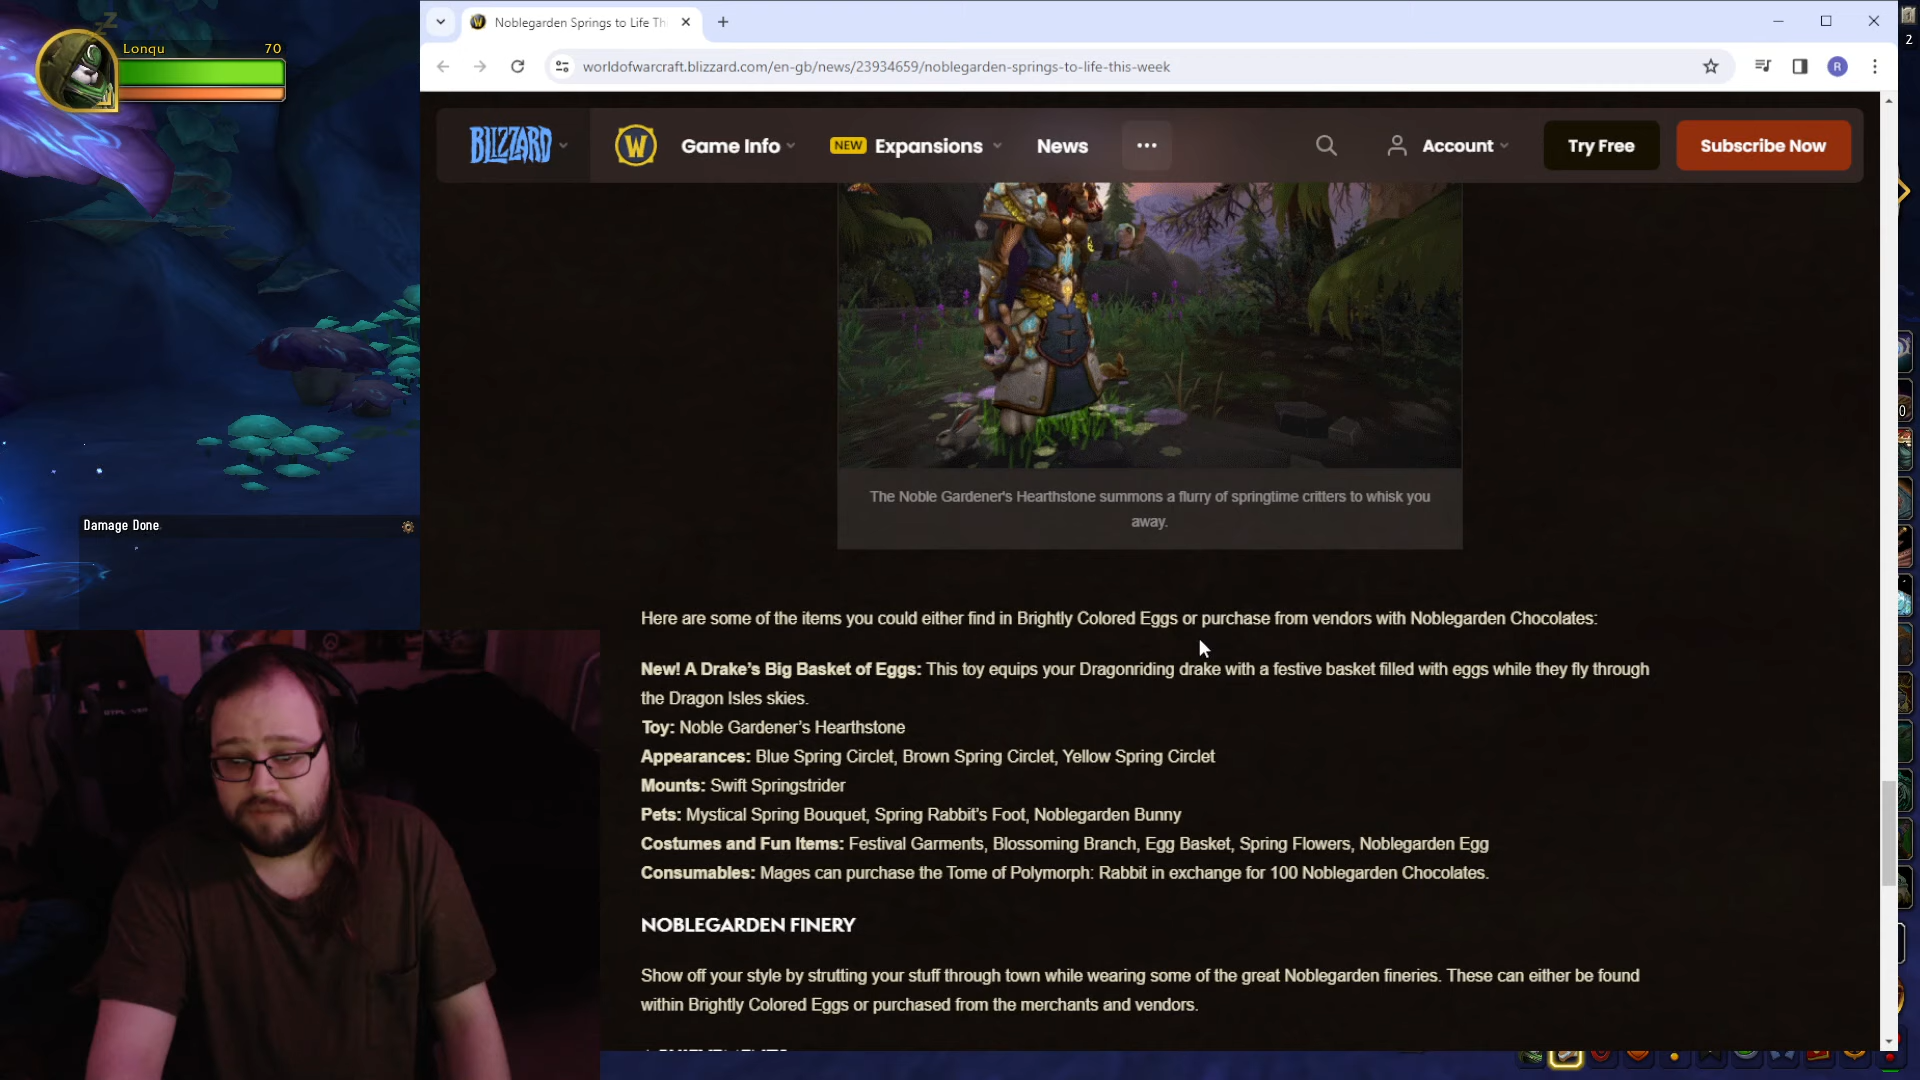 Lonqu 70
Noblegarden Springs to Life Th
2
worldofwarcraft.blizzard.com/en-gb/news/23934659/noblegarden-springs-to-life-this-week
R
BLIZZARD
W
Game Info
NEW Expansions
News
Account
Try Free
Subscribe Now
0
Damage Done
The Noble Gardener's Hearthstone summons a flurry of springtime critters to whisk you
away.
Here are some of the items you could either find in Brightly Colored Eggs or purchase from vendors with Noblegarden Chocolates:
New! A Drake’s Big Basket of Eggs: This toy equips your Dragonriding drake with a festive basket filled with eggs while they fly through
the Dragon Isles skies.
Toy: Noble Gardener’s Hearthstone
Appearances: Blue Spring Circlet, Brown Spring Circlet, Yellow Spring Circlet
Mounts: Swift Springstrider
Pets: Mystical Spring Bouquet, Spring Rabbit’s Foot, Noblegarden Bunny
Costumes and Fun Items: Festival Garments, Blossoming Branch, Egg Basket, Spring Flowers, Noblegarden Egg
Consumables: Mages can purchase the Tome of Polymorph: Rabbit in exchange for 100 Noblegarden Chocolates.
NOBLEGARDEN FINERY
Show off your style by strutting your stuff through town while wearing some of the great Noblegarden fineries. These can either be found
within Brightly Colored Eggs or purchased from the merchants and vendors.